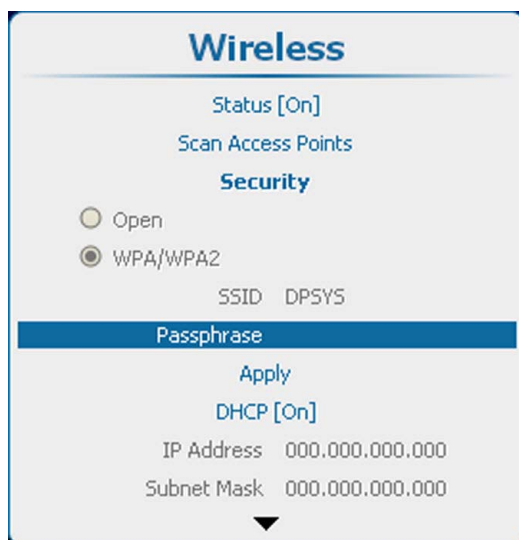 Wireless
Status [On]
Scan Access Points
Security
Open
WPA/WPA2
SSID DPSYS
Passphrase
Apply
DHCP [On]
IP Address 000.000.000.000
Subnet Mask 000.000.000.000